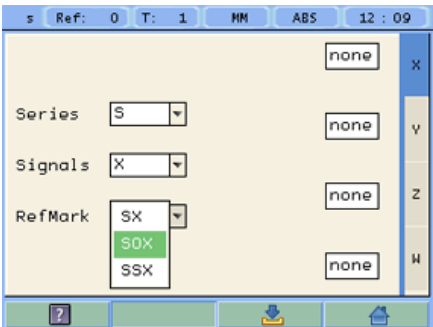 s Ref: 0 T: 1 MM ABS 12 : 09
none X
Series S
none Y
Signals X
none Z
RefMark SX
SOX
SSX
none W
?